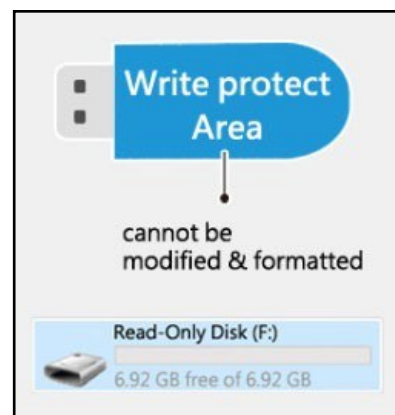 Write protect
Area
cannot be
modified & formatted
Read-Only Disk (F:)
6.92 GB free of 6.92 GB